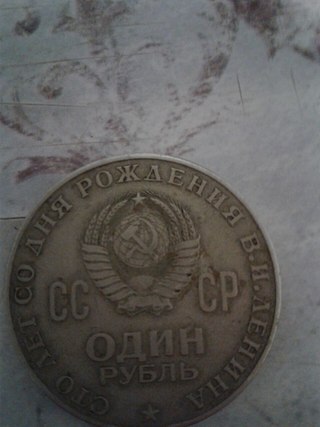 СТО ЛЕТ СО ДНЯ РОЖДЕНИЯ В.И.ЛЕНИНА
СС СР
ОДИН
РУБЛЬ